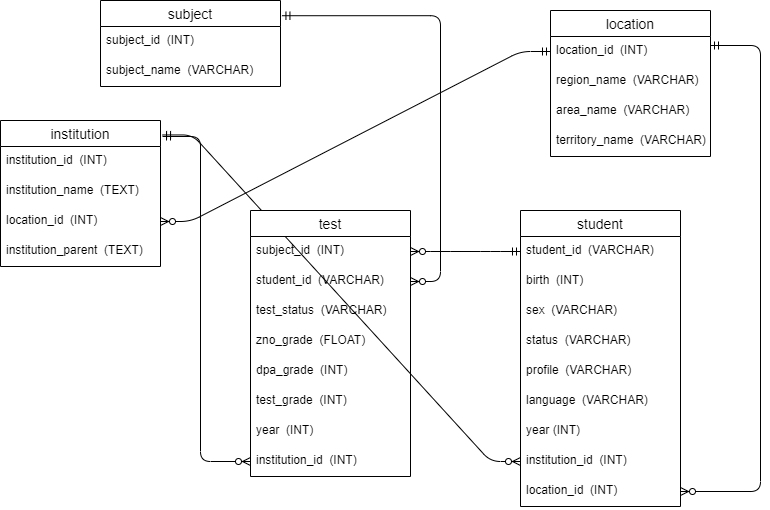 subject
subject_id (INT)
subject_name (VARCHAR)
location
location_id (INT)
region_name (VARCHAR)
area_name (VARCHAR)
territory_name (VARCHAR)
institution
institution_id (INT)
institution_name (TEXT)
location_id (INT)
institution_parent (TEXT)
test
subject_id (INT)
student_id (VARCHAR)
test_status (VARCHAR)
zno_grade (FLOAT)
dpa_grade (INT)
test_grade (INT)
year (INT)
institution_id (INT)
student
student_id (VARCHAR)
birth (INT)
sex (VARCHAR)
status (VARCHAR)
profile (VARCHAR)
language (VARCHAR)
year (INT)
institution_id (INT)
location_id (INT)